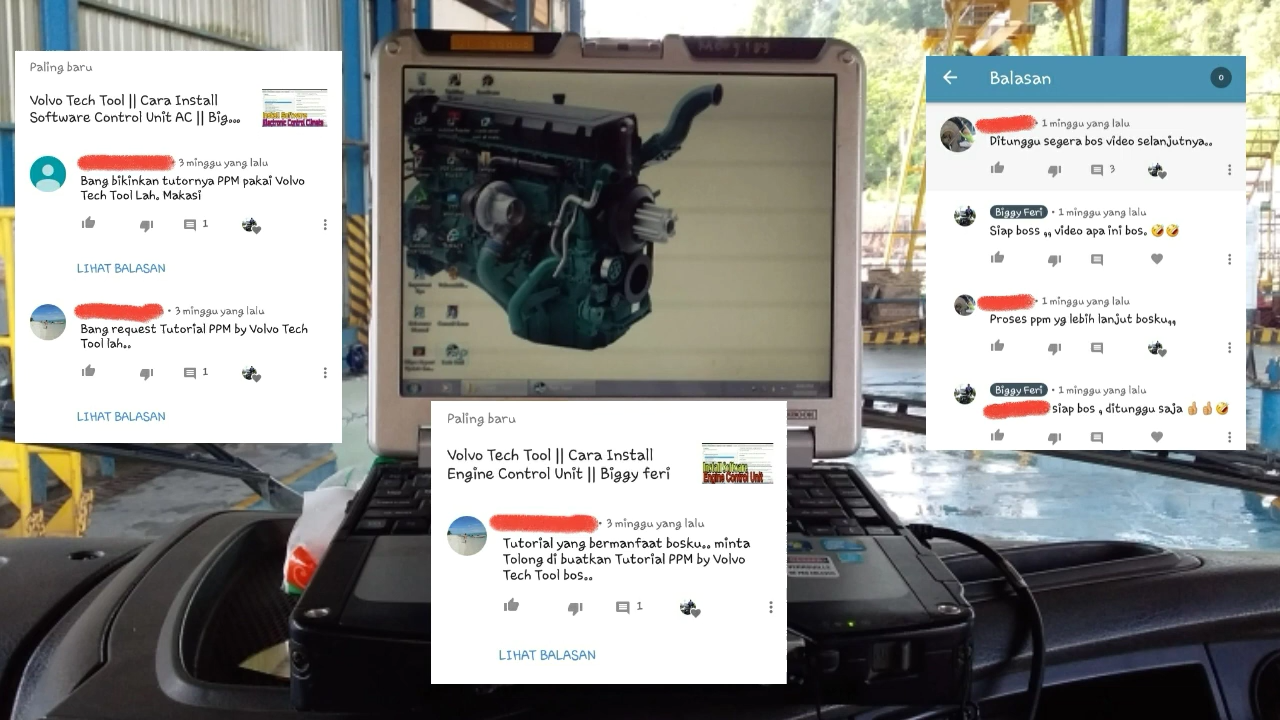 Paling baru
Volvo Tech Tool || Cara Install
Software Control Unit AC || Big...
3 minggu yang lalu
Bang bikinkan tutornya PPM pakai Volvo
Tech Tool Lah. Makasi
1
LIHAT BALASAN
• 3 minggu yang lalu
Bang request Tutorial PPM by Volvo Tech
Tool lah..
1
LIHAT BALASAN
Paling baru
Volvo Tech Tool || Cara Install
Engine Control Unit || Biggy feri
Install Software
Engine Control Unit
• 3 minggu yang lalu
Tutorial yang bermanfaat bosku.. minta
Tolong di buatkan Tutorial PPM by Volvo
Tech Tool bos..
1
LIHAT BALASAN
Balasan
0
• 1 minggu yang lalu
Ditunggu segera bos video selanjutnya..
3
Biggy Feri • 1 minggu yang lalu
Siap boss ,, video apa ini bos. 🤣🤣
• 1 minggu yang lalu
Proses ppm yg lebih lanjut bosku,,
Biggy Feri • 1 minggu yang lalu
siap bos , ditunggu saja 👍👍🤣